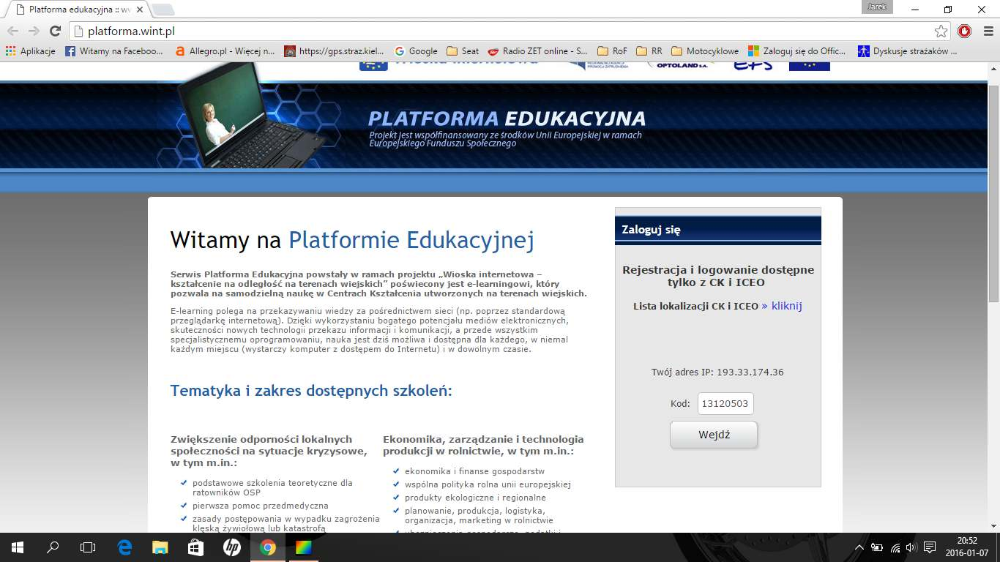 Platforma edukacyjna :: w
Jarek
platforma.wint.pl
Aplikacje
Witamy na Faceboo...
Allegro.pl - Więcej n...
https://gps.straz.kiel...
Google
Seat
Radio ZET online - S...
RoF
RR
Motocyklowe
Zaloguj się do Offic...
Dyskusje strażaków ...
OPTOLAND S.A.
PLATFORMA EDUKACYJNA
Projekt jest współfinansowany ze środków Unii Europejskiej w ramach
Europejskiego Funduszu Społecznego
Witamy na Platformie Edukacyjnej
Serwis Platforma Edukacyjna powstały w ramach projektu „Wioska internetowa –
kształcenie na odległość na terenach wiejskich” poświecony jest e-learningowi, który
pozwala na samodzielną naukę w Centrach Kształcenia utworzonych na terenach wiejskich.
E-learning polega na przekazywaniu wiedzy za pośrednictwem sieci (np. poprzez standardową
przeglądarkę internetową). Dzięki wykorzystaniu bogatego potencjału mediów elektronicznych,
skuteczności nowych technologii przekazu informacji i komunikacji, a przede wszystkim
specjalistycznemu oprogramowaniu, nauka jest dziś możliwa i dostępna dla każdego, w niemal
każdym miejscu (wystarczy komputer z dostępem do Internetu) i w dowolnym czasie.
Tematyka i zakres dostępnych szkoleń:
Zwiększenie odporności lokalnych
społeczności na sytuacje kryzysowe,
w tym m.in.:
podstawowe szkolenia teoretyczne dla
ratowników OSP
pierwsza pomoc przedmedyczna
zasady postępowania w wypadku zagrożenia
klęską żywiołową lub katastrofą
Ekonomika, zarządzanie i technologia
produkcji w rolnictwie, w tym m.in.:
ekonomika i finanse gospodarstw
wspólna polityka rolna unii europejskiej
produkty ekologiczne i regionalne
planowanie, produkcja, logistyka,
organizacja, marketing w rolnictwie
Zaloguj się
Rejestracja i logowanie dostępne
tylko z CK i ICEO
Lista lokalizacji CK i ICEO » kliknij
Twój adres IP: 193.33.174.36
Kod: 13120503
Wejdź
20:52
2016-01-07